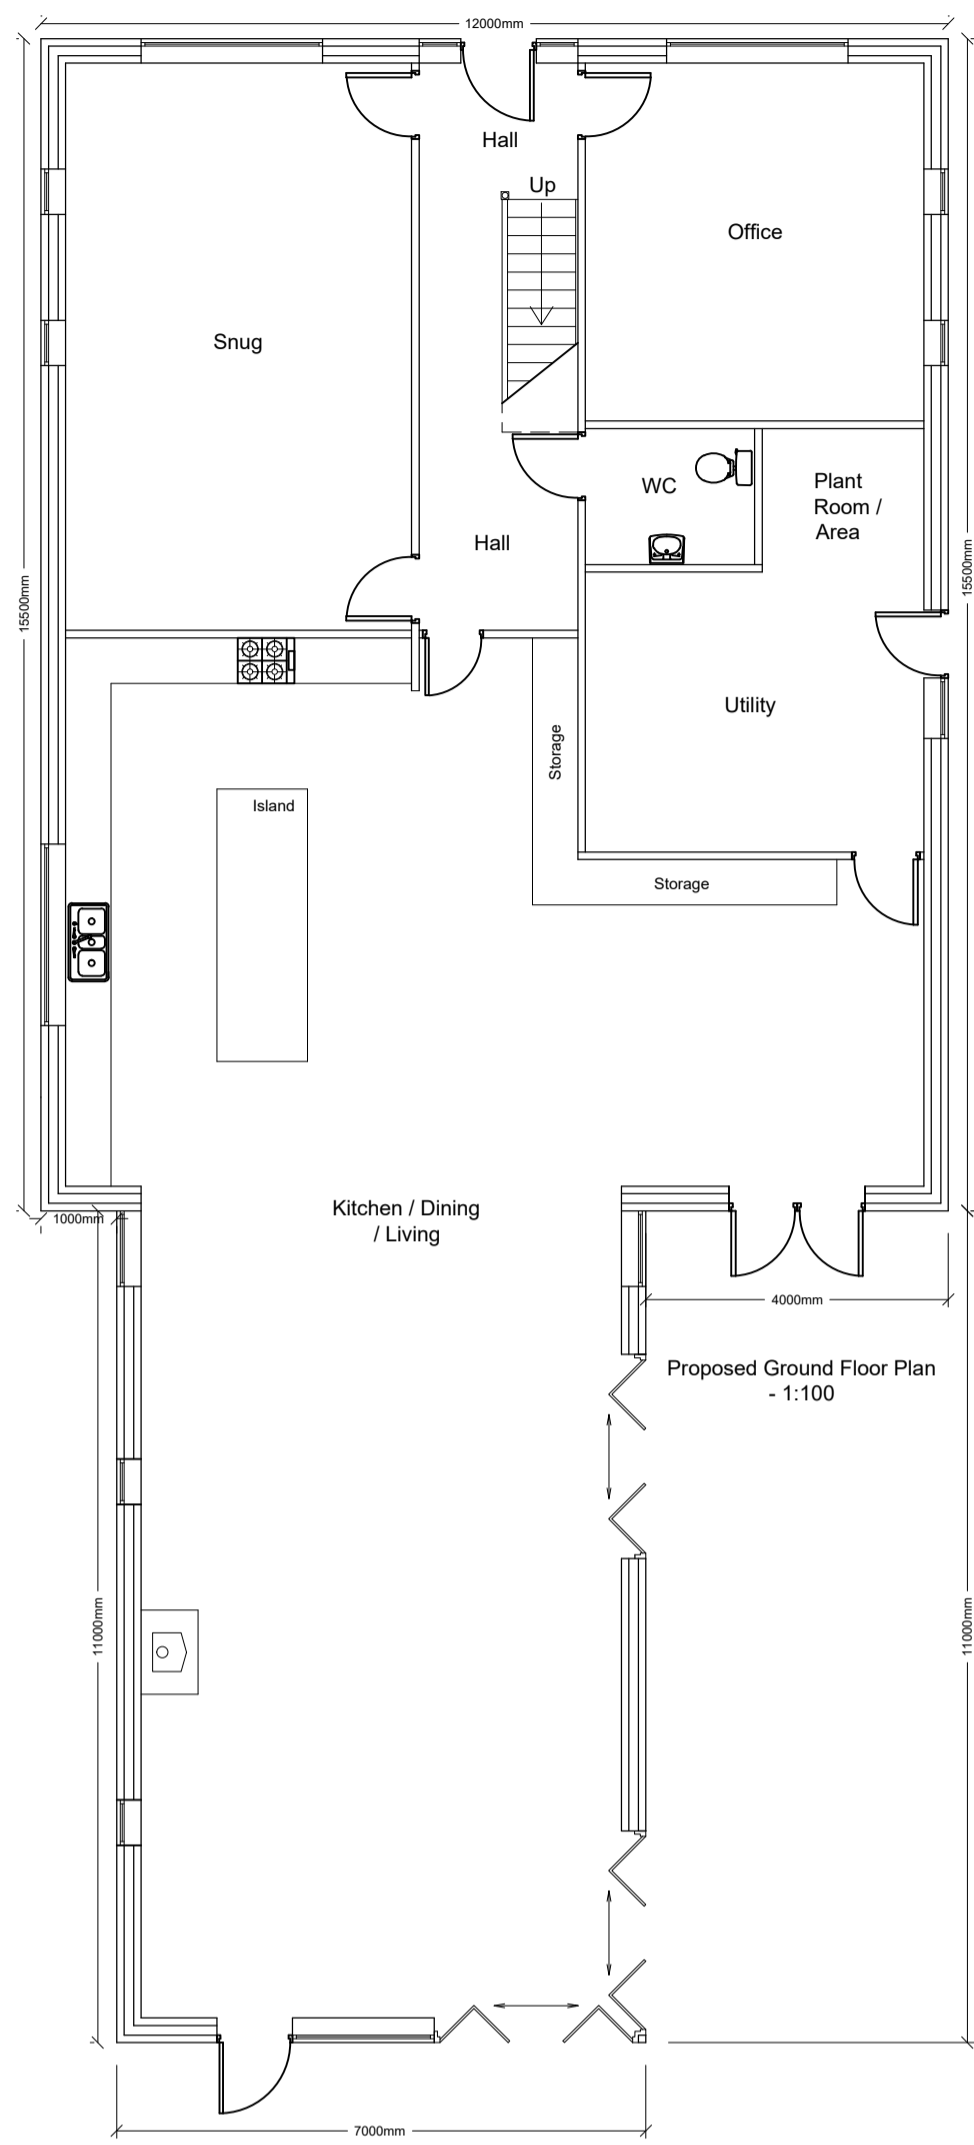 12000mm
Hall
Up
Office
Snug
WC
Plant
Room /
Area
Hall
15500mm
15500mm
Utility
Storage
Island
Storage
Kitchen / Dining
/ Living
1000mm
4000mm
Proposed Ground Floor Plan
- 1:100
11000mm
11000mm
7000mm